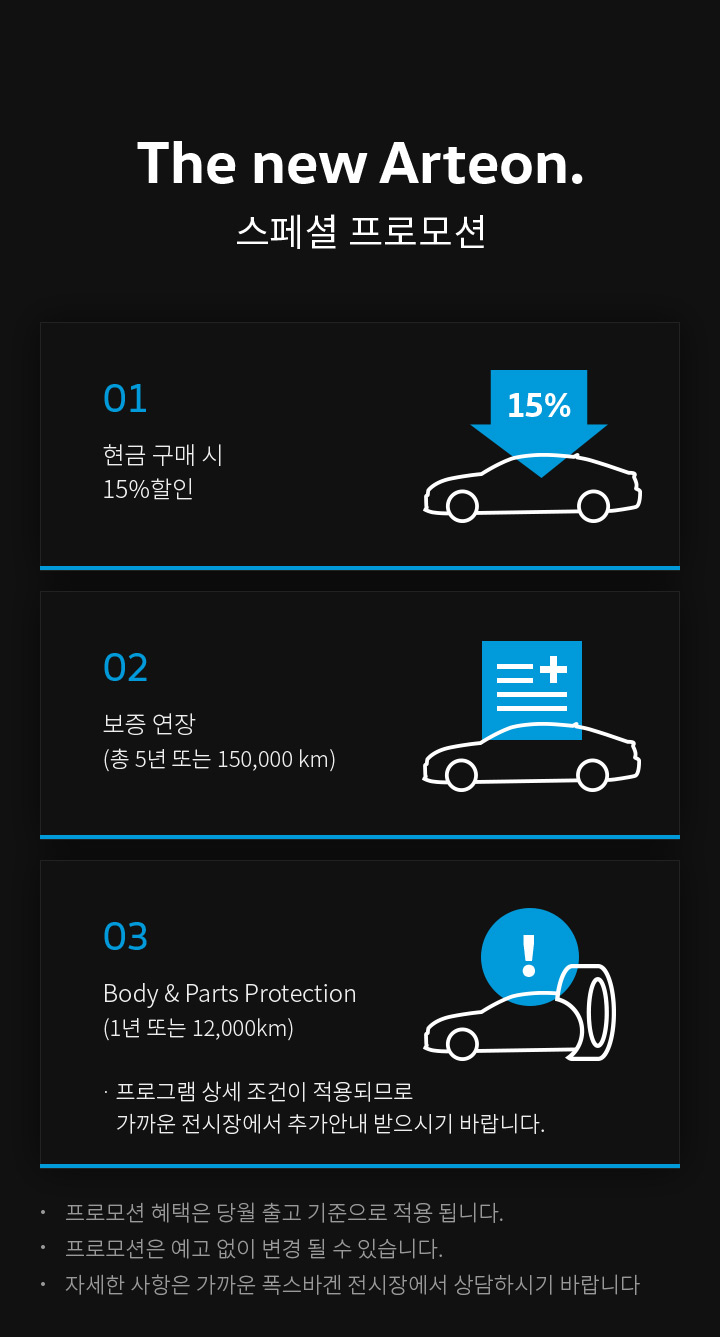 The new Arteon.
스페셜 프로모션
01
현금 구매 시
15%할인
15%
02
보증 연장
(총 5년 또는 150,000 km)
03
!
Body & Parts Protection
(1년 또는 12,000km)
· 프로그램 상세 조건이 적용되므로
가까운 전시장에서 추가안내 받으시기 바랍니다.
• 프로모션 혜택은 당월 출고 기준으로 적용 됩니다.
• 프로모션은 예고 없이 변경 될 수 있습니다.
• 자세한 사항은 가까운 폭스바겐 전시장에서 상담하시기 바랍니다